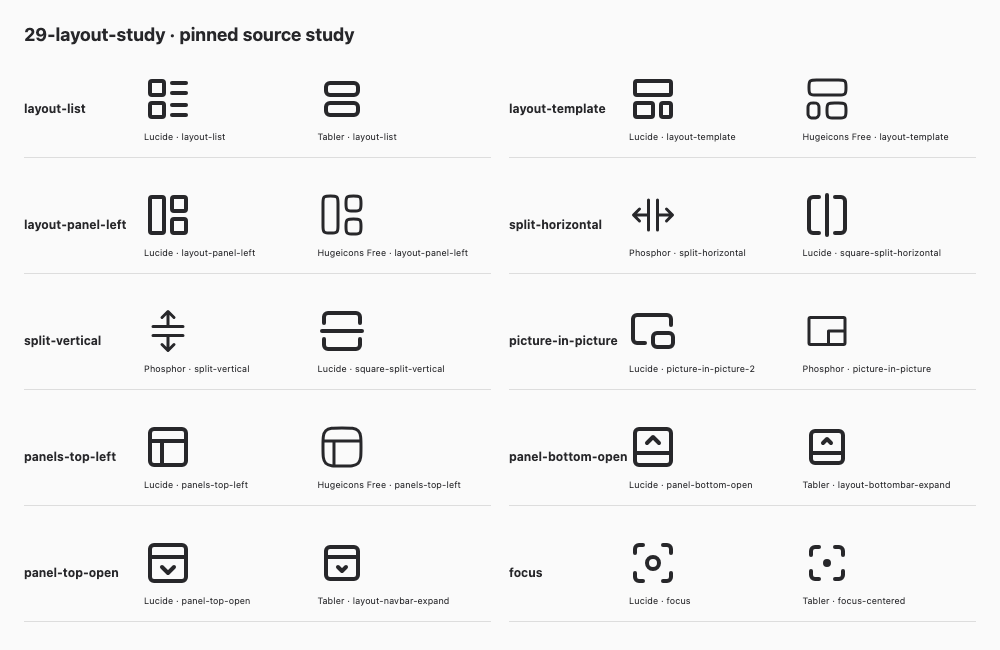 29-layout-study · pinned source study
layout-list
Lucide · layout-list
Tabler · layout-list
layout-template
Lucide · layout-template
Hugeicons Free · layout-template
layout-panel-left
Lucide · layout-panel-left
Hugeicons Free · layout-panel-left
split-horizontal
Phosphor · split-horizontal
Lucide · square-split-horizontal
split-vertical
Phosphor · split-vertical
Lucide · square-split-vertical
picture-in-picture
Lucide · picture-in-picture-2
Phosphor · picture-in-picture
panels-top-left
Lucide · panels-top-left
Hugeicons Free · panels-top-left
panel-bottom-open
Lucide · panel-bottom-open
Tabler · layout-bottombar-expand
panel-top-open
Lucide · panel-top-open
Tabler · layout-navbar-expand
focus
Lucide · focus
Tabler · focus-centered